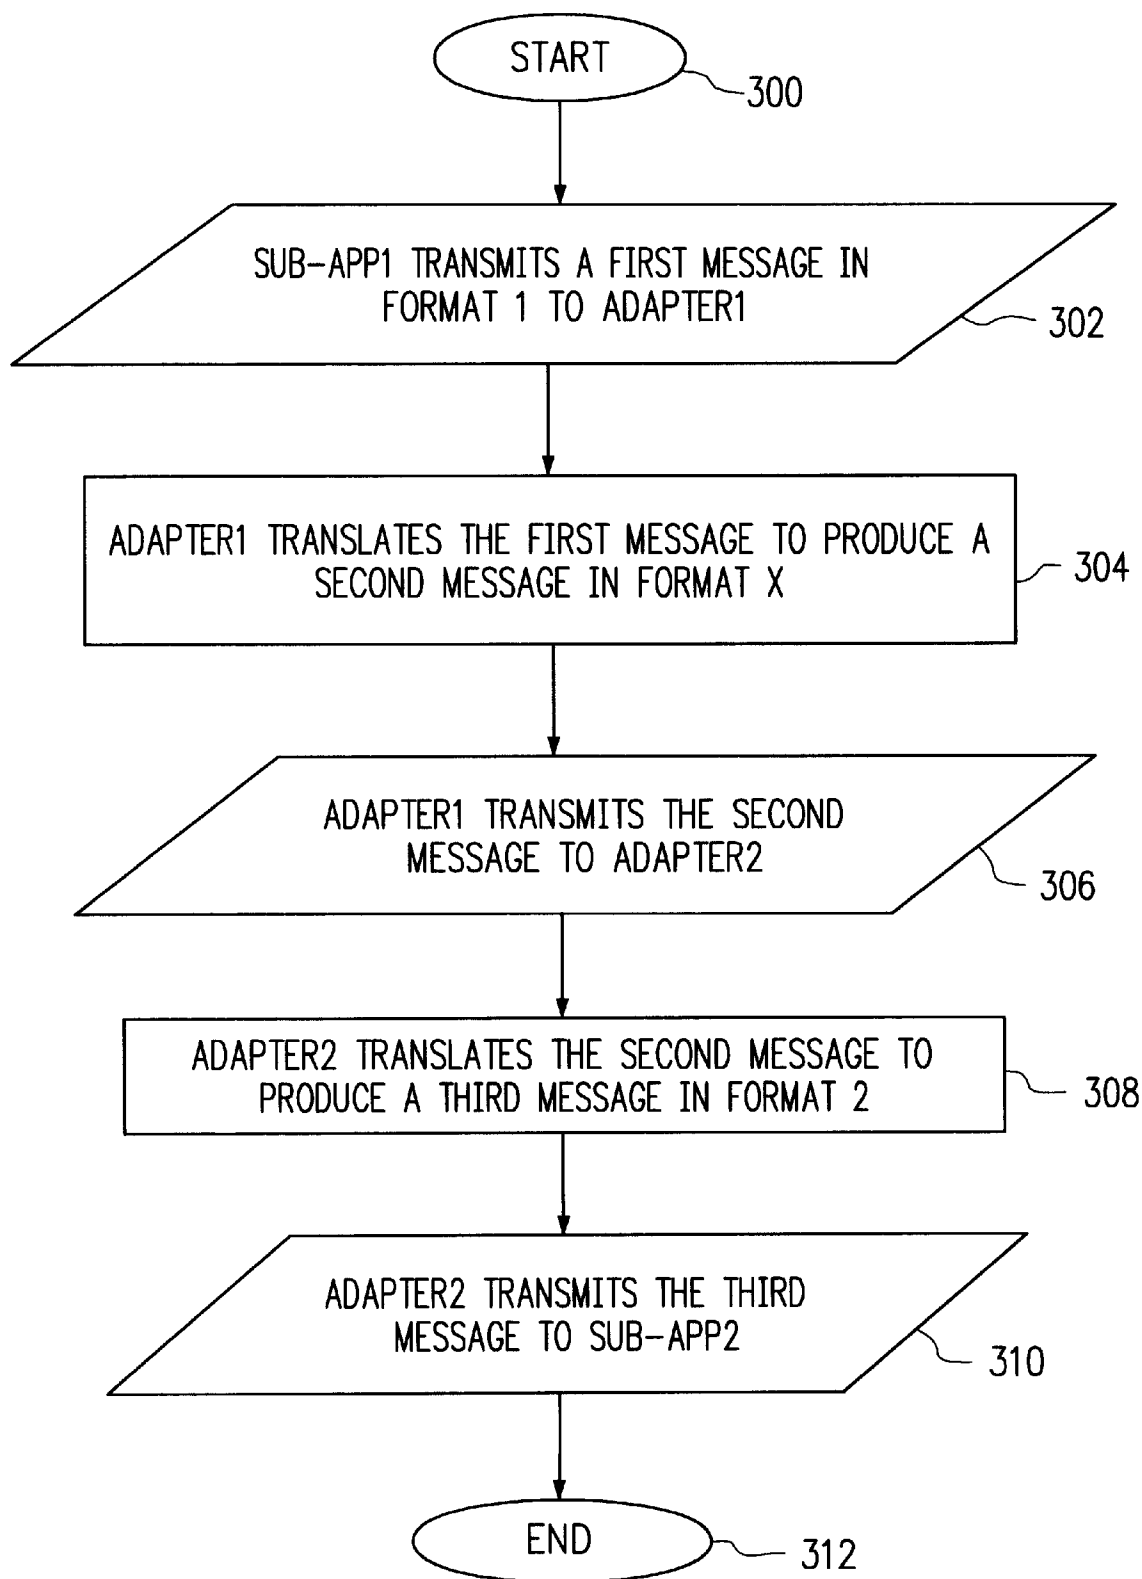 START
300
SUB-APP1 TRANSMITS A FIRST MESSAGE IN
FORMAT 1 TO ADAPTER1
302
ADAPTER1 TRANSLATES THE FIRST MESSAGE TO PRODUCE A
SECOND MESSAGE IN FORMAT X
304
ADAPTER1 TRANSMITS THE SECOND
MESSAGE TO ADAPTER2
306
ADAPTER2 TRANSLATES THE SECOND MESSAGE TO
PRODUCE A THIRD MESSAGE IN FORMAT 2
308
ADAPTER2 TRANSMITS THE THIRD
MESSAGE TO SUB-APP2
310
END
312